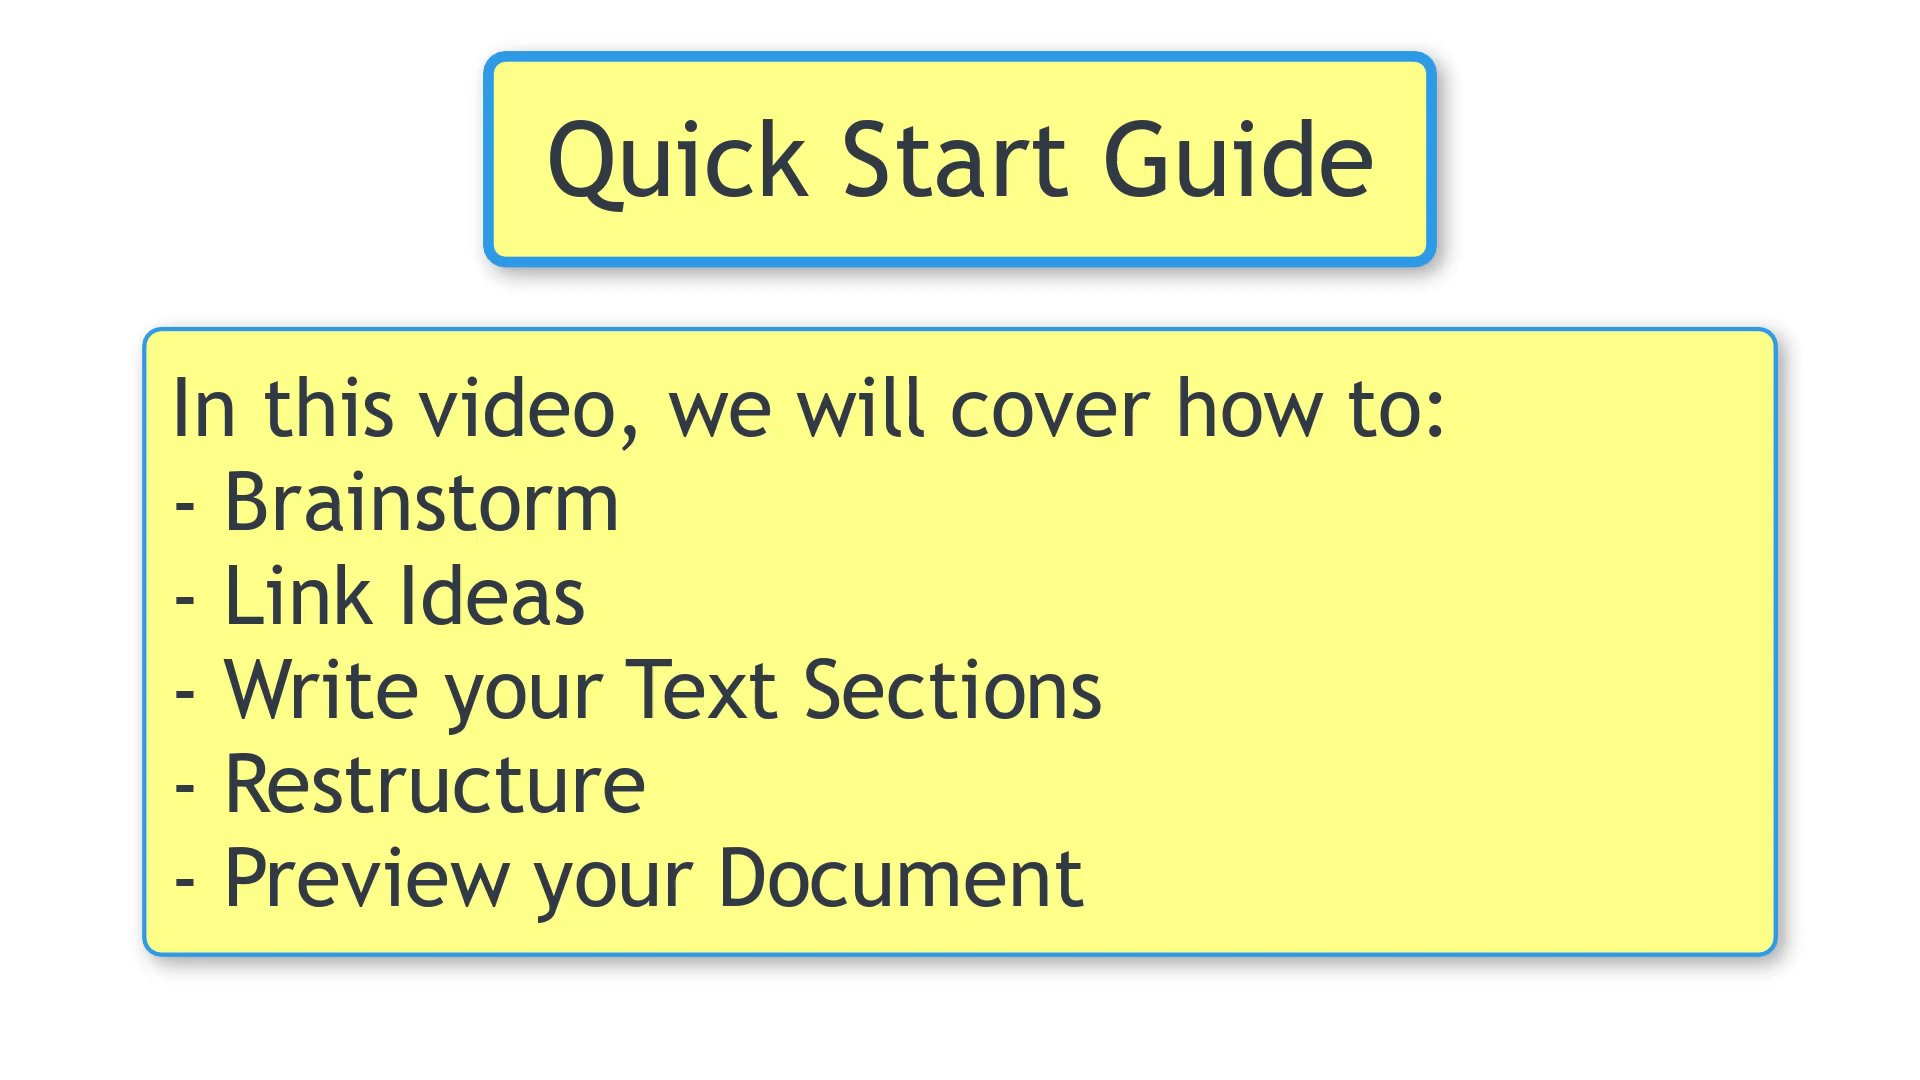 Quick Start Guide
In this video, we will cover how to:
- Brainstorm
- Link Ideas
- Write your Text Sections
- Restructure
- Preview your Document